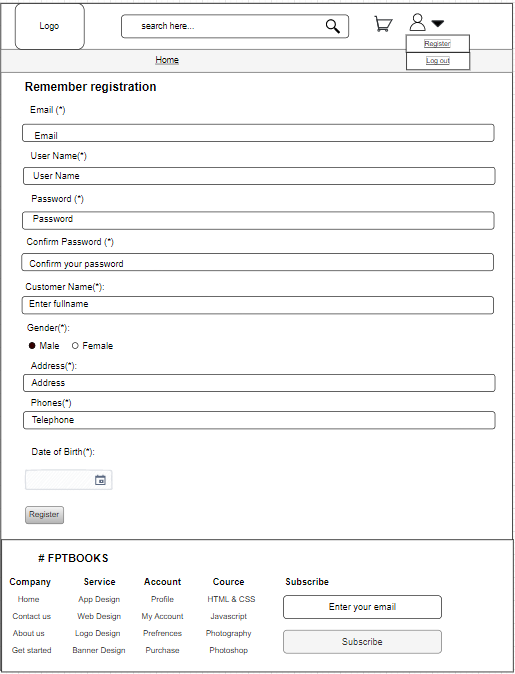 Logo
search here...
Register
Log out
Home
Remember registration
Email (*)
Email
User Name(*)
User Name
Password (*)
Password
Confirm Password (*)
Confirm your password
Customer Name(*):
Enter fullname
Gender(*):
Male Female
Address(*):
Address
Phones(*)
Telephone
Date of Birth(*):
Register
# FPTBOOKS
Company Service Account Cource Subscribe
Home App Design Profile HTML & CSS Enter your email
Contact us Web Design My Account Javascript
About us Logo Design Prefrences Photography Subscribe
Get started Banner Design Purchase Photoshop